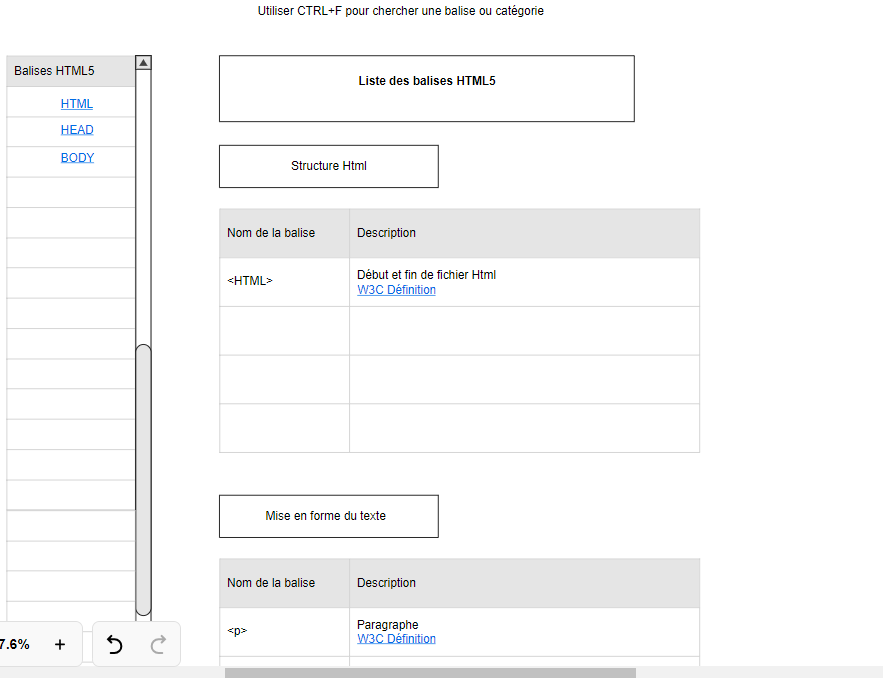 Utiliser CTRL+F pour chercher une balise ou catégorie
Balises HTML5
HTML
HEAD
BODY
Liste des balises HTML5
Structure Html
Nom de la balise
Description
<HTML>
Début et fin de fichier Html
W3C Définition
Mise en forme du texte
Nom de la balise
Description
<p>
Paragraphe
W3C Définition
7.6%
+